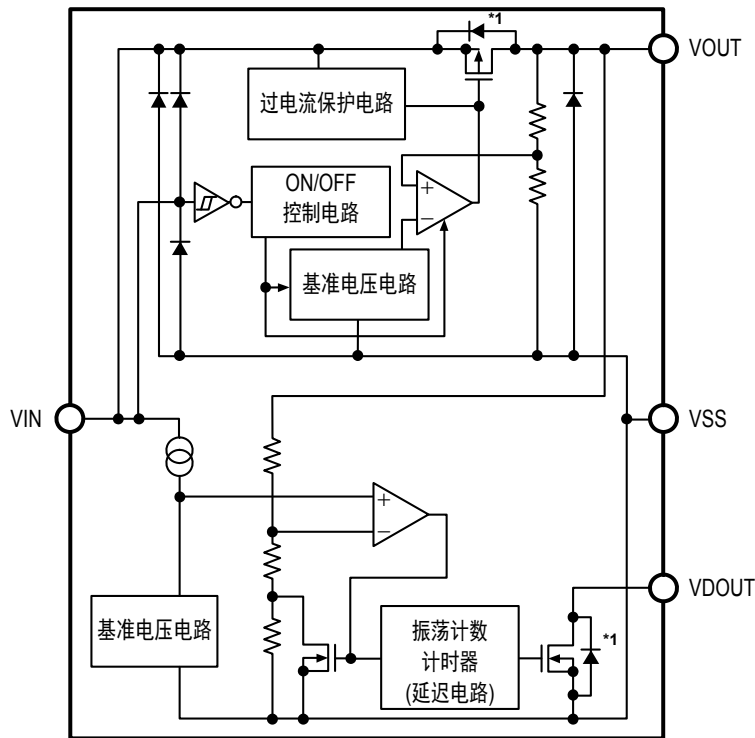 *1
VOUT
过电流保护电路
ON/OFF
控制电路
+
−
基准电压电路
VIN
VSS
+
−
VDOUT
基准电压电路
振荡计数
计时器
(延迟电路)
*1